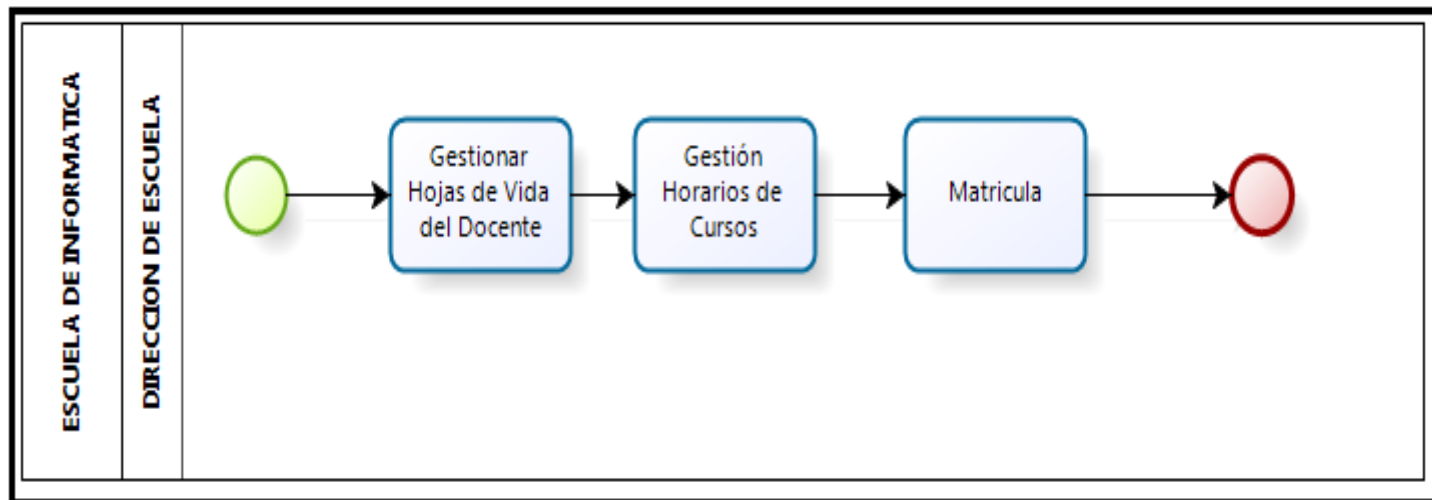 ESCUELA DE INFORMATICA
DIRECCION DE ESCUELA
Gestionar
Hojas de Vida
del Docente
Gestión
Horarios de
Cursos
Matricula